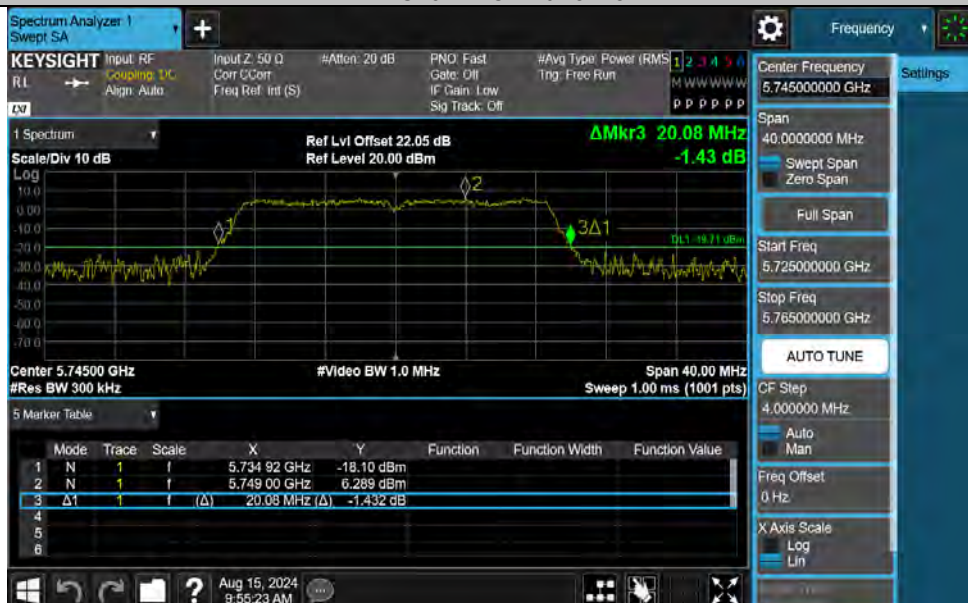 Spectrum Analyzer 1
Swept SA
+
Frequency
KEYSIGHT
RL
LXI
Input: RF
Coupling: DC
Align: Auto
Input Z: 50 Ω
Corr CCorr
Freq Ref: Int (S)
#Atten: 20 dB
PNO: Fast
Gate: Off
IF Gain: Low
Sig Track: Off
#Avg Type: Power (RMS
Trig: Free Run
1 2 3 4 5 6
M W W W W W
P P P P P P
Center Frequency
5.745000000 GHz
Settings
1 Spectrum
Ref Lvl Offset 22.05 dB
ΔMkr3 20.08 MHz
Scale/Div 10 dB
Ref Level 20.00 dBm
-1.43 dB
Log
10.0
0.00
-10.0
-20.0
-30.0
-40.0
-50.0
-60.0
-70.0
1
2
3Δ1
DL1 -19.71 dBm
Span
40.0000000 MHz
Swept Span
Zero Span
Full Span
Start Freq
5.725000000 GHz
Stop Freq
5.765000000 GHz
AUTO TUNE
Center 5.74500 GHz
#Video BW 1.0 MHz
Span 40.00 MHz
#Res BW 300 kHz
Sweep 1.00 ms (1001 pts)
CF Step
4.000000 MHz
Auto
Man
Freq Offset
0 Hz
X Axis Scale
Log
Lin
5 Marker Table
Mode Trace Scale X Y Function Function Width Function Value
1 N 1 f 5.734 92 GHz -18.10 dBm
2 N 1 f 5.749 00 GHz 6.289 dBm
3 Δ1 1 f (Δ) 20.08 MHz (Δ) -1.432 dB
4
5
6
?
Aug 15, 2024
9:55:23 AM